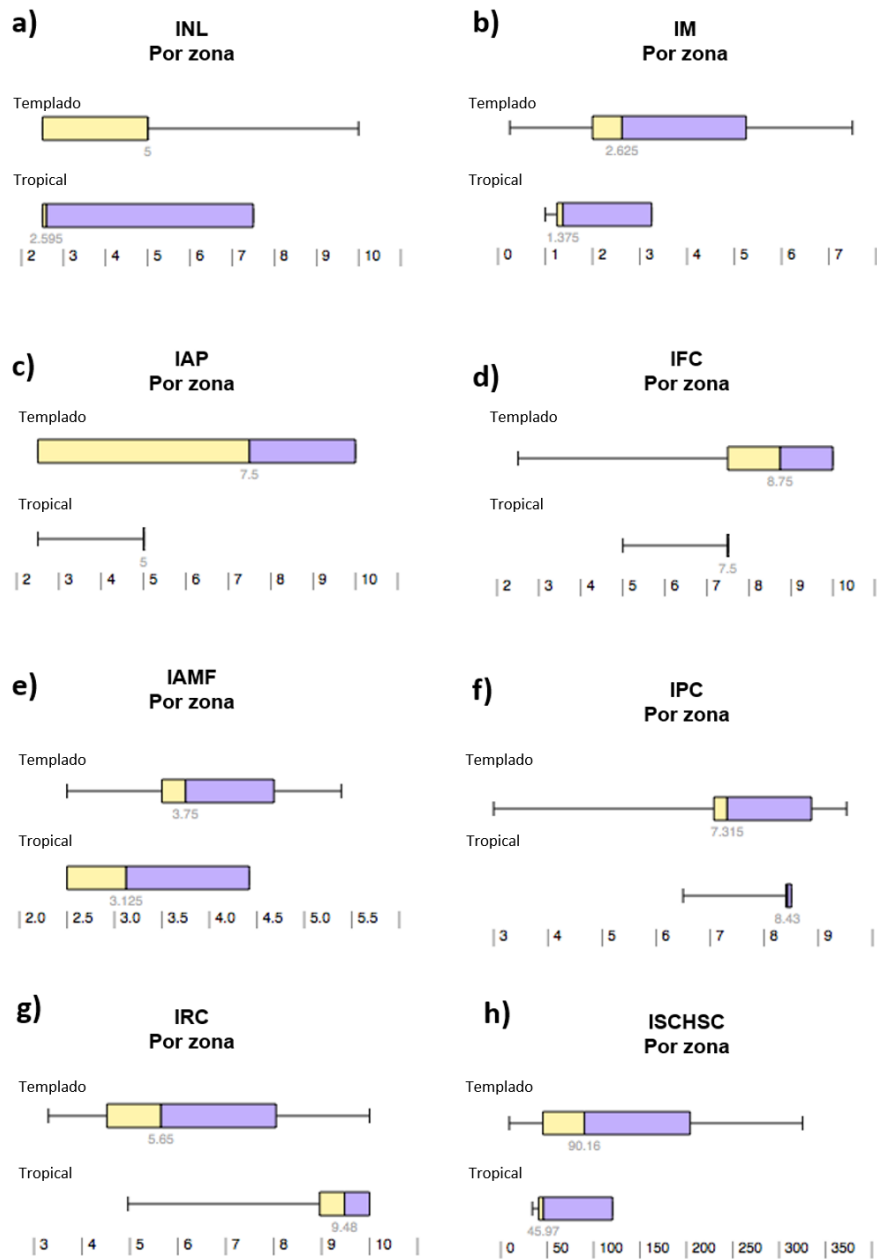 a)
INL
Por zona
Templado
5
Tropical
2.595
2 3 4 5 6 7 8 9 10
b)
IM
Por zona
Templado
2.625
Tropical
1.375
0 1 2 3 4 5 6 7
c)
IAP
Por zona
Templado
7.5
Tropical
5
2 3 4 5 6 7 8 9 10
d)
IFC
Por zona
Templado
8.75
Tropical
7.5
2 3 4 5 6 7 8 9 10
e)
IAMF
Por zona
Templado
3.75
Tropical
3.125
2.0 2.5 3.0 3.5 4.0 4.5 5.0 5.5
f)
IPC
Por zona
Templado
7.315
Tropical
8.43
3 4 5 6 7 8 9
g)
IRC
Por zona
Templado
5.65
Tropical
9.48
3 4 5 6 7 8 9 10
h)
ISCHSC
Por zona
Templado
90.16
Tropical
45.97
0 50 100 150 200 250 300 350